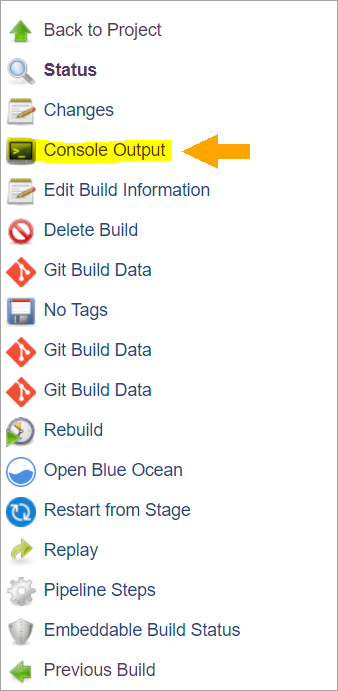 Back to Project
Status
Changes
Console Output
Edit Build Information
Delete Build
Git Build Data
No Tags
Git Build Data
Git Build Data
Rebuild
Open Blue Ocean
Restart from Stage
Replay
Pipeline Steps
Embeddable Build Status
Previous Build